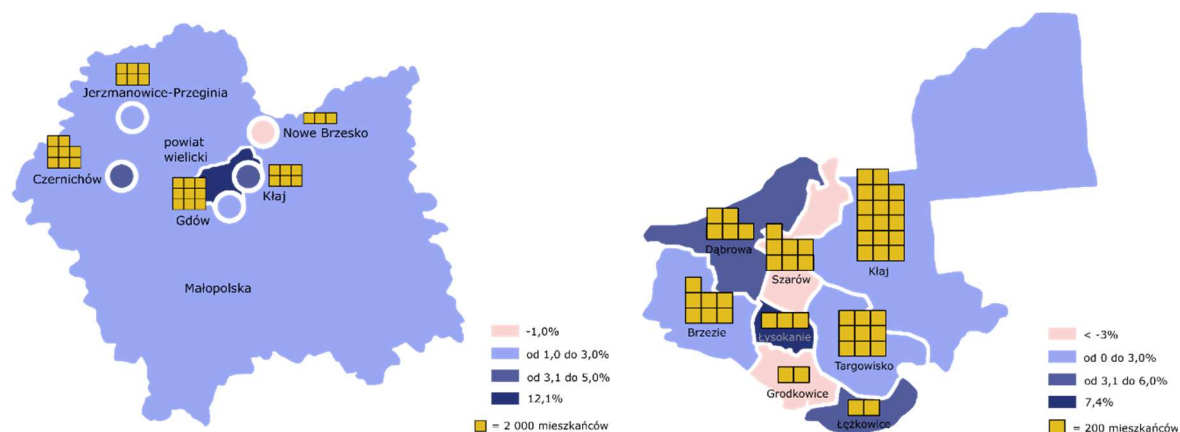 Jerzmanowice-Przeginia
Nowe Brzesko
powiat
wielicki
Czernichów
Kłaj
Gdów
Małopolska
-1,0%
od 1,0 do 3,0%
od 3,1 do 5,0%
12,1%
= 2 000 mieszkańców
Dąbrowa
Kłaj
Szarów
Brzezie
Łysokanie
Targowisko
Grodkowice
Łężkowice
< -3%
od 0 do 3,0%
od 3,1 do 6,0%
7,4%
= 200 mieszkańców